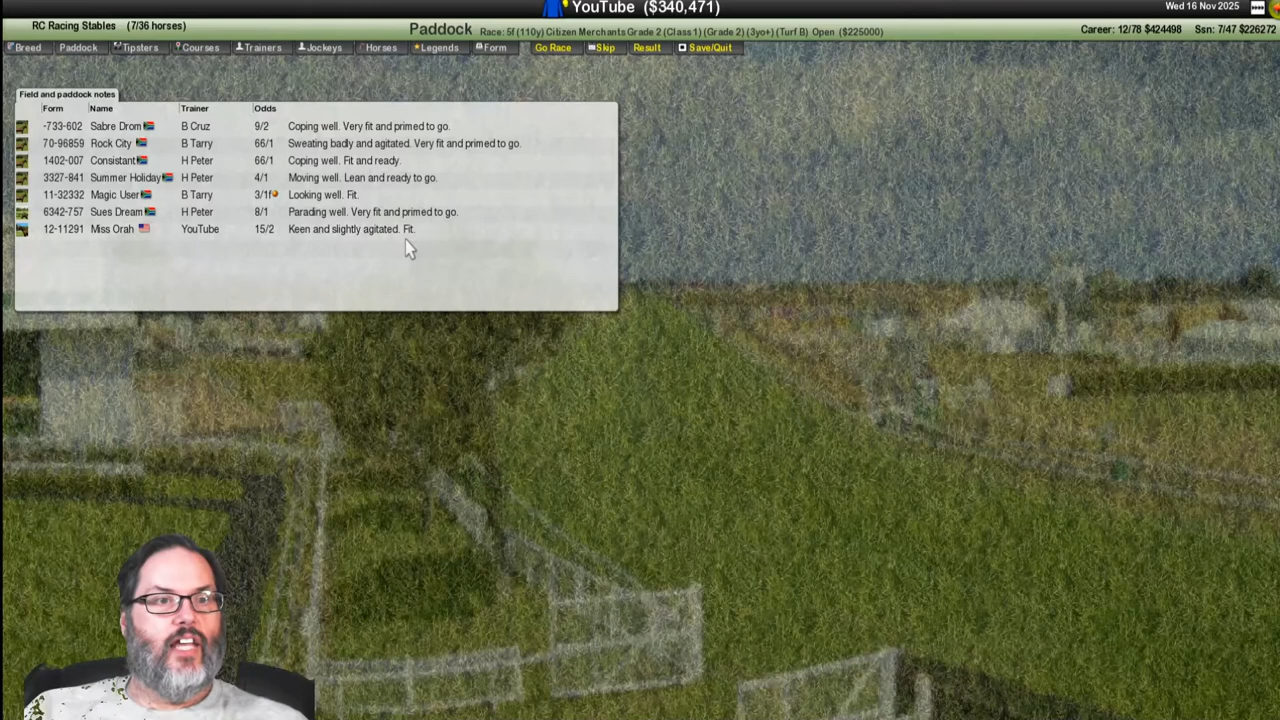 YouTube ($340,471)
Wed 16 Nov 2025
RC Racing Stables (7/36 horses)
Paddock Race: 5f (110y) Citizen Merchants Grade 2 (Class 1) (Grade 2) (3yo+) (Turf B) Open ($225000)
Career: 12/78 $424498 Ssn: 7/47 $226272
Breed Paddock Tipsters Courses Trainers Jockeys Horses Legends Form Go Race Skip Result Save/Quit
Field and paddock notes
Form Name Trainer Odds
-733-602 Sabre Drom B Cruz 9/2 Coping well. Very fit and primed to go.
70-96859 Rock City B Tarry 66/1 Sweating badly and agitated. Very fit and primed to go.
1402-007 Consistant H Peter 66/1 Coping well. Fit and ready.
3327-841 Summer Holiday H Peter 4/1 Moving well. Lean and ready to go.
11-32332 Magic User B Tarry 3/1f Looking well. Fit.
6342-757 Sues Dream H Peter 8/1 Parading well. Very fit and primed to go.
12-11291 Miss Orah YouTube 15/2 Keen and slightly agitated. Fit.